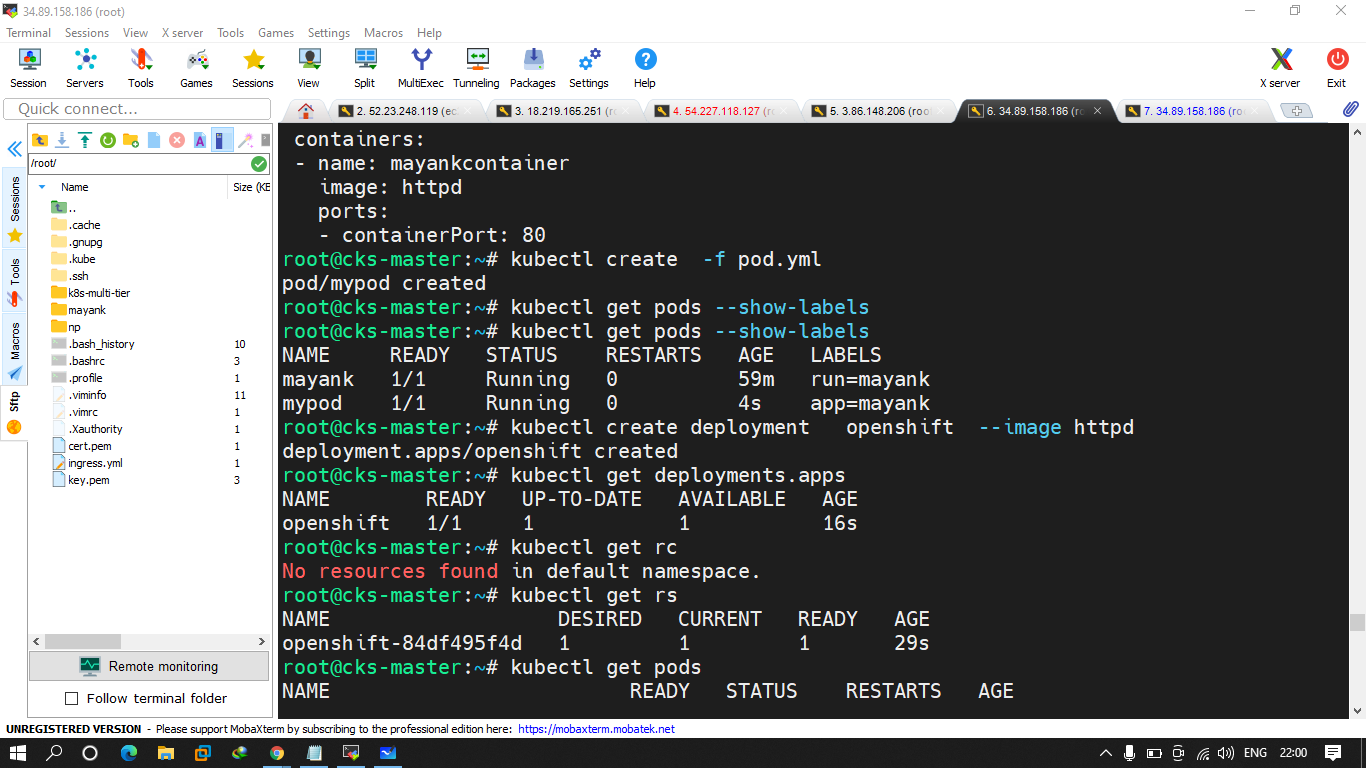 34.89.158.186 (root)
Terminal Sessions View X server Tools Games Settings Macros Help
Session Servers Tools Games Sessions View Split MultiExec Tunneling Packages Settings Help X server Exit
Quick connect...
2. 52.23.248.119 (ec
3. 18.219.165.251 (r
4. 54.227.118.127 (r
5. 3.86.148.206 (root
6. 34.89.158.186 (r
7. 34.89.158.186 (ro
Sessions
Tools
Macros
Sftp
/root/
Name Size (KB
..
.cache
.gnupg
.kube
.ssh
k8s-multi-tier
mayank
np
.bash_history 10
.bashrc 3
.profile 1
.viminfo 11
.vimrc 1
.Xauthority 1
cert.pem 1
ingress.yml 1
key.pem 3
Remote monitoring
Follow terminal folder
containers:
- name: mayankcontainer
image: httpd
ports:
- containerPort: 80
root@cks-master:~# kubectl create  -f pod.yml
pod/mypod created
root@cks-master:~# kubectl get pods --show-labels
root@cks-master:~# kubectl get pods --show-labels
NAME     READY   STATUS    RESTARTS   AGE   LABELS
mayank   1/1     Running   0          59m   run=mayank
mypod    1/1     Running   0          4s    app=mayank
root@cks-master:~# kubectl create deployment   openshift  --image httpd
deployment.apps/openshift created
root@cks-master:~# kubectl get deployments.apps
NAME        READY   UP-TO-DATE   AVAILABLE   AGE
openshift   1/1     1            1           16s
root@cks-master:~# kubectl get rc
No resources found in default namespace.
root@cks-master:~# kubectl get rs
NAME                   DESIRED   CURRENT   READY   AGE
openshift-84df495f4d   1         1         1       29s
root@cks-master:~# kubectl get pods
NAME                         READY   STATUS    RESTARTS   AGE
UNREGISTERED VERSION - Please support MobaXterm by subscribing to the professional edition here: https://mobaxterm.mobatek.net
ENG 22:00